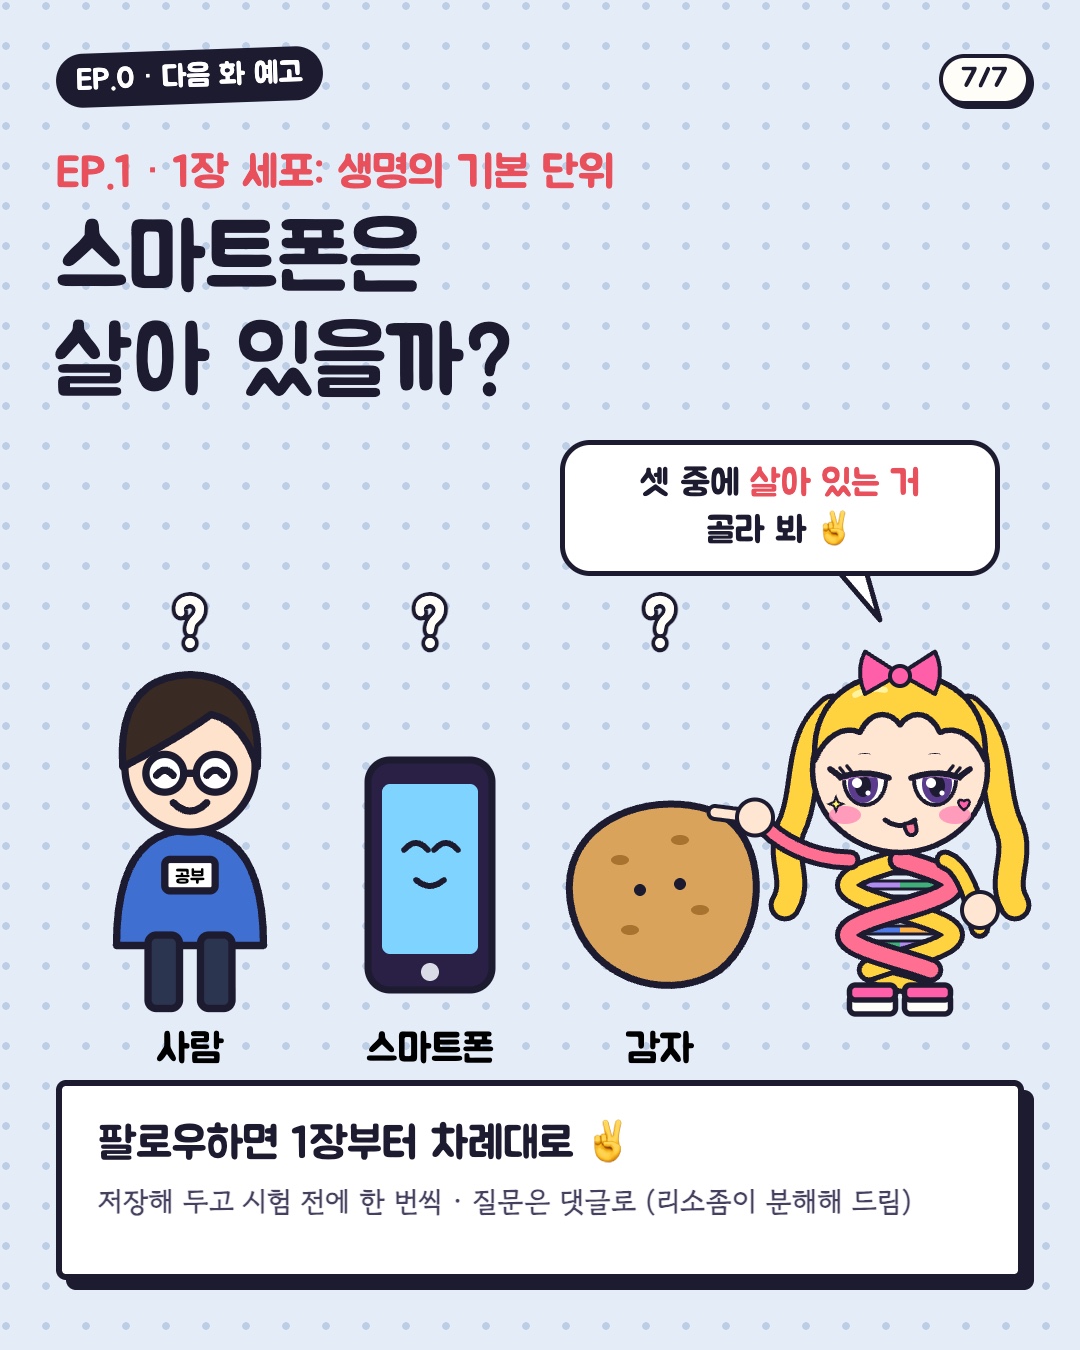 EP.0 · 다음 화 예고
7/7
EP.1 · 1장 세포: 생명의 기본 단위
스마트폰은
살아 있을까?
셋 중에 살아 있는 거
골라 봐 ✌️
? ? ?
공부
사람 스마트폰 감자
팔로우하면 1장부터 차례대로 ✌️
저장해 두고 시험 전에 한 번씩 · 질문은 댓글로 (리소좀이 분해해 드림)